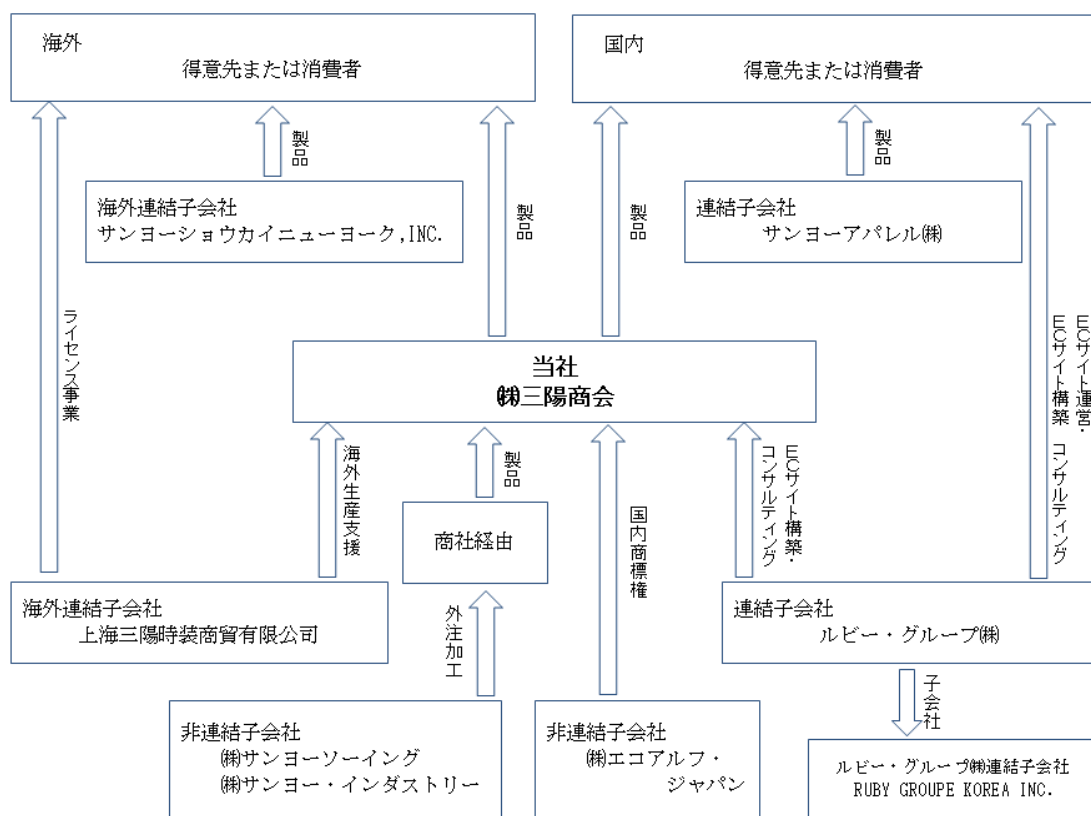 海外
得意先または消費者
国内
得意先または消費者
製品
製品
海外連結子会社
サンヨーショウカイニューヨーク,INC.
製品
製品
連結子会社
サンヨーアパレル㈱
ライセンス事業
ECサイト運営・
ECサイト構築 コンサルティング
当社
㈱三陽商会
海外生産支援
製品
商社経由
国内商標権
ECサイト構築・
コンサルティング
海外連結子会社
上海三陽時装商貿有限公司
外注加工
連結子会社
ルビー・グループ㈱
子会社
非連結子会社
㈱サンヨーソーイング
㈱サンヨー・インダストリー
非連結子会社
㈱エコアルフ・
ジャパン
ルビー・グループ㈱連結子会社
RUBY GROUPE KOREA INC.